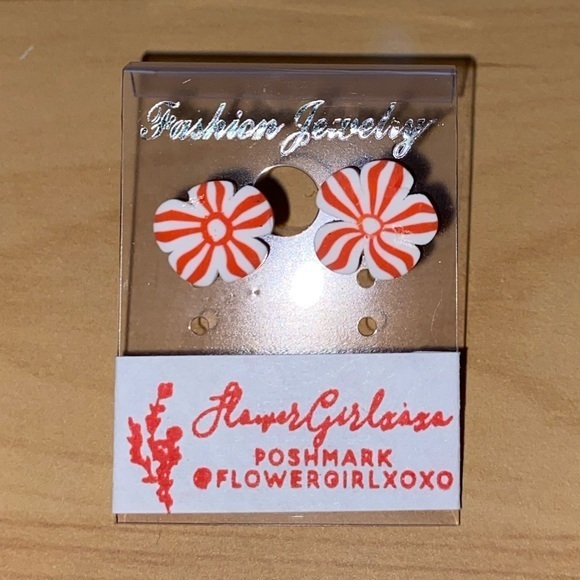 Fashion Jewelry
FlowerGirlxoxo
POSHMARK
@FLOWERGIRLXOXO